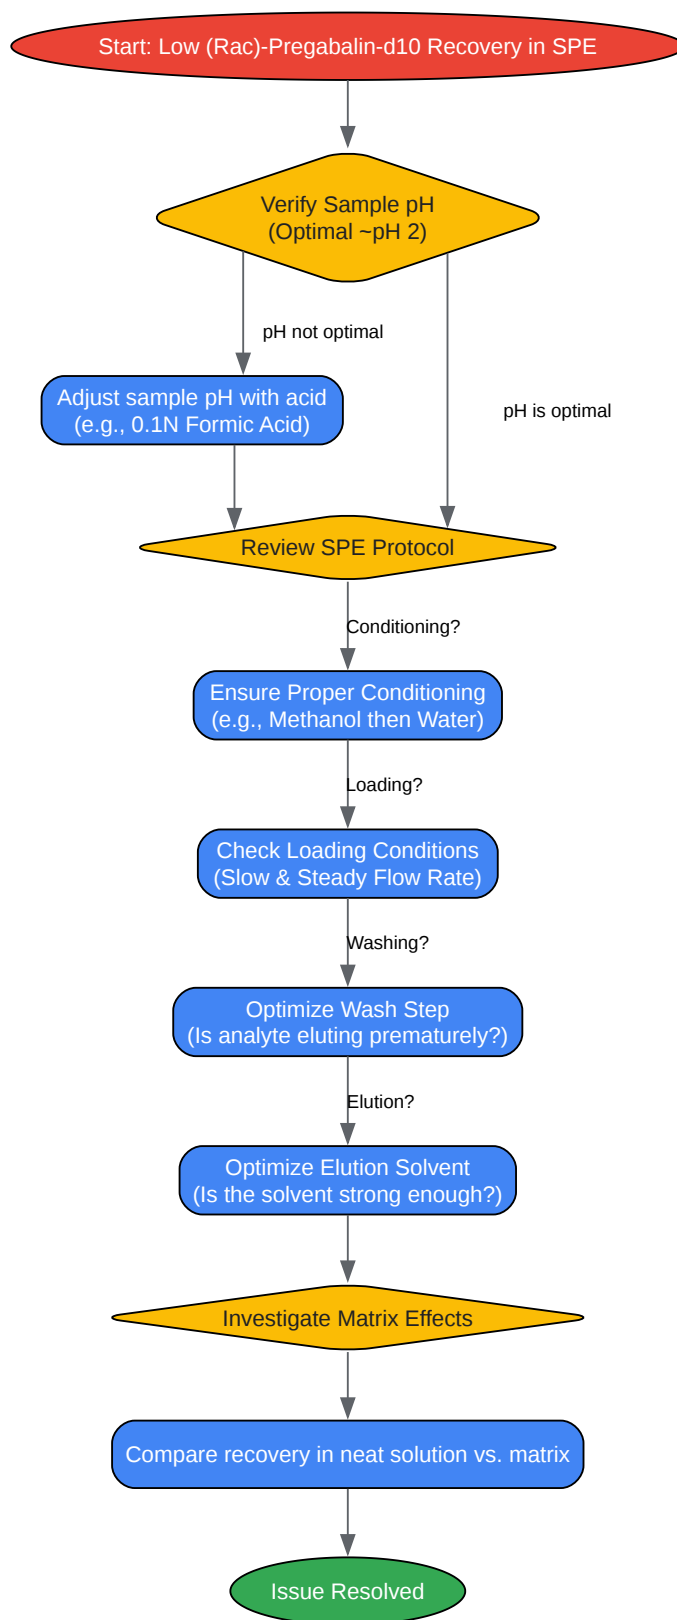 Start: Low (Rac)-Pregabalin-d10 Recovery in SPE
Verify Sample pH
(Optimal ~pH 2)
pH not optimal
Adjust sample pH with acid
(e.g., 0.1N Formic Acid)
pH is optimal
Review SPE Protocol
Conditioning?
Ensure Proper Conditioning
(e.g., Methanol then Water)
Loading?
Check Loading Conditions
(Slow & Steady Flow Rate)
Washing?
Optimize Wash Step
(Is analyte eluting prematurely?)
Elution?
Optimize Elution Solvent
(Is the solvent strong enough?)
Investigate Matrix Effects
Compare recovery in neat solution vs. matrix
Issue Resolved